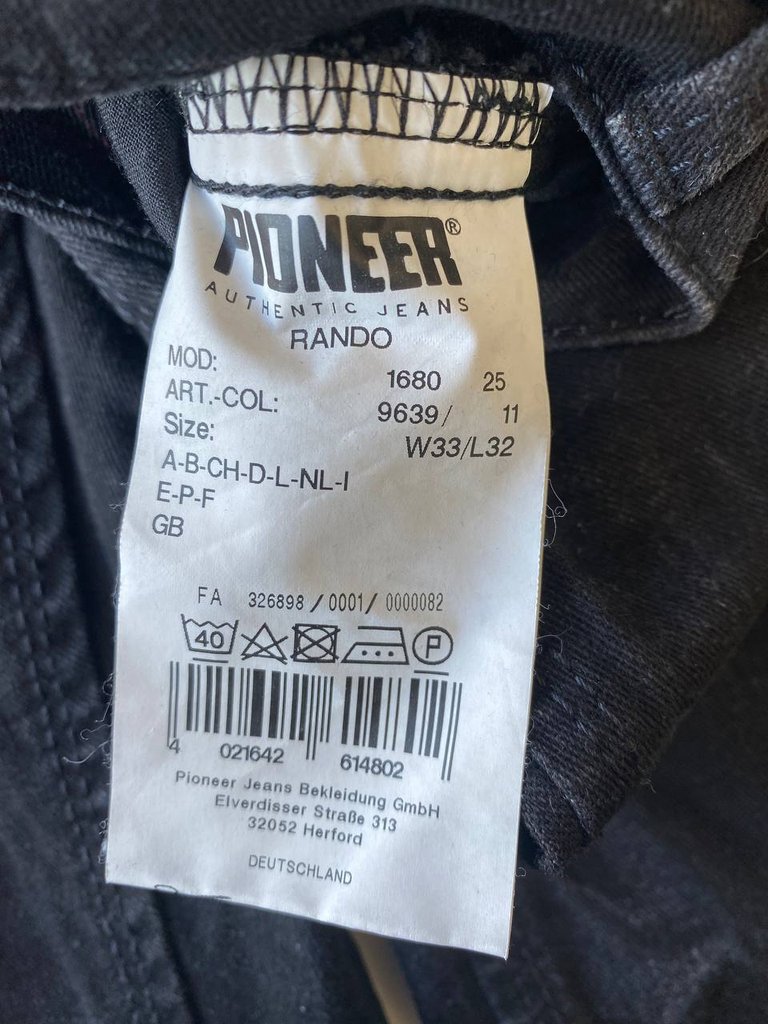 PIONEER®
AUTHENTIC JEANS
RANDO
MOD: 1680 25
ART.-COL: 9639/ 11
Size: W33/L32
A-B-CH-D-L-NL-I
E-P-F
GB
FA 326898/0001/0000082
40 P
4 021642 614802
Pioneer Jeans Bekleidung GmbH
Elverdisser Straße 313
32052 Herford
DEUTSCHLAND